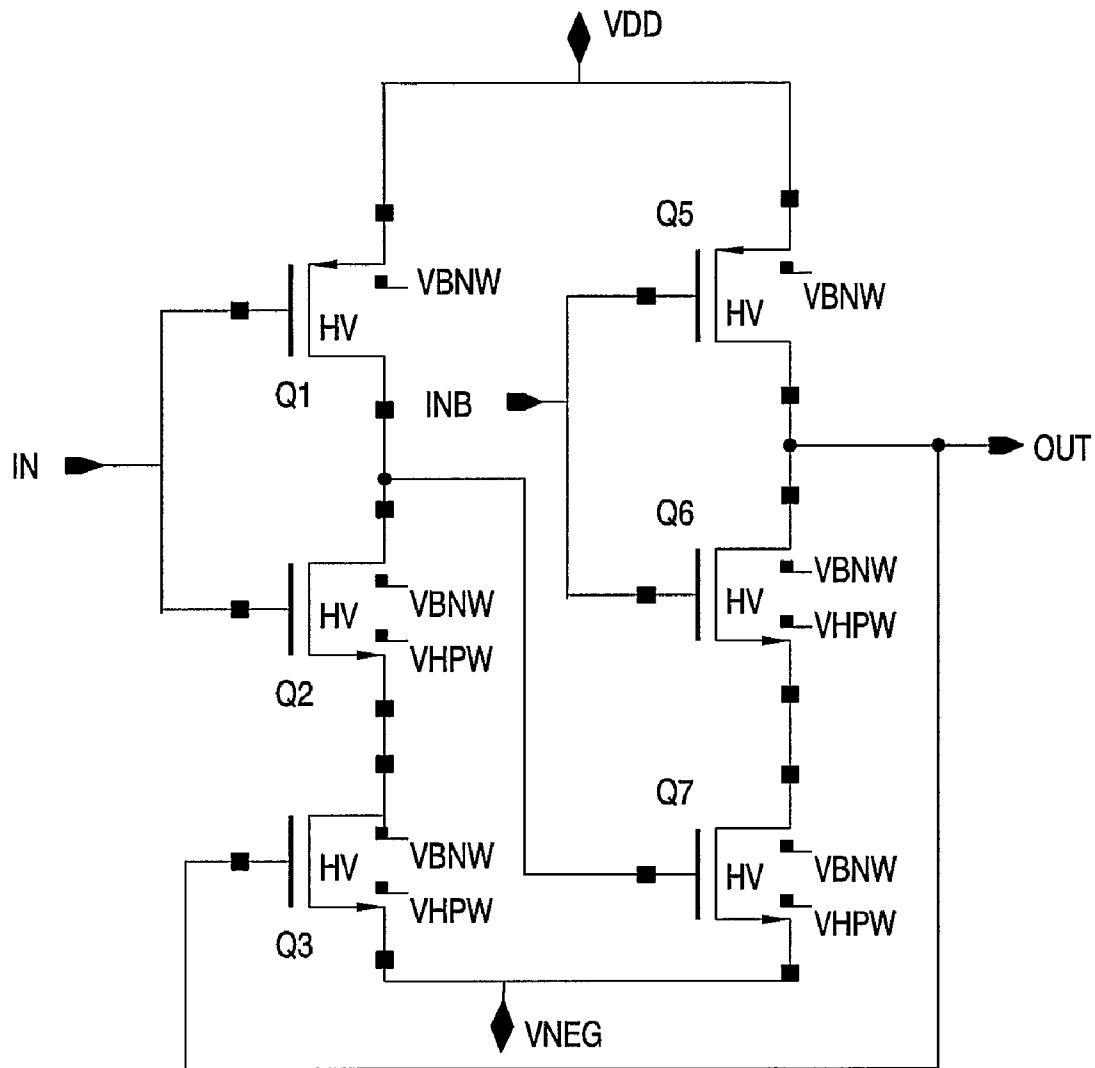 VDD
Q5
VBNW
VBNW
HV
HV
Q1
INB
IN
OUT
Q6
VBNW
VBNW
HV
HV
VHPW
VHPW
Q2
Q7
VBNW
VBNW
HV
HV
VHPW
VHPW
Q3
VNEG